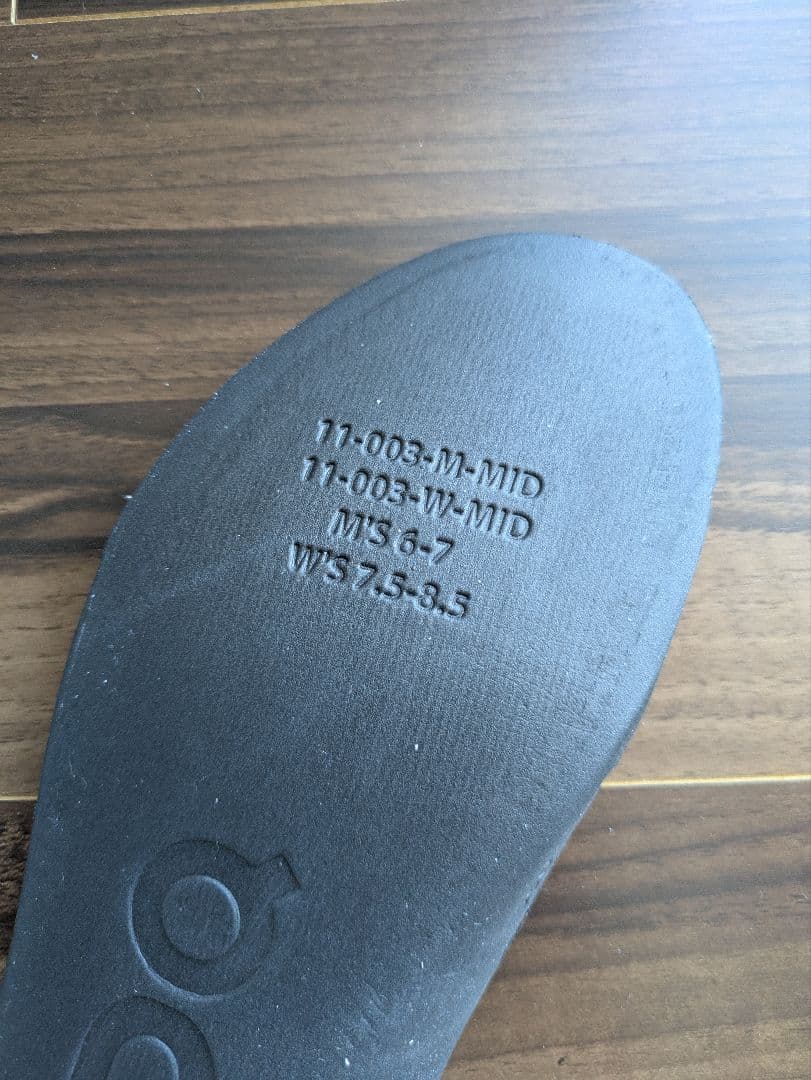 11-003-M-MID
11-003-W-MID
M'S 6-7
W'S 7.5-8.5